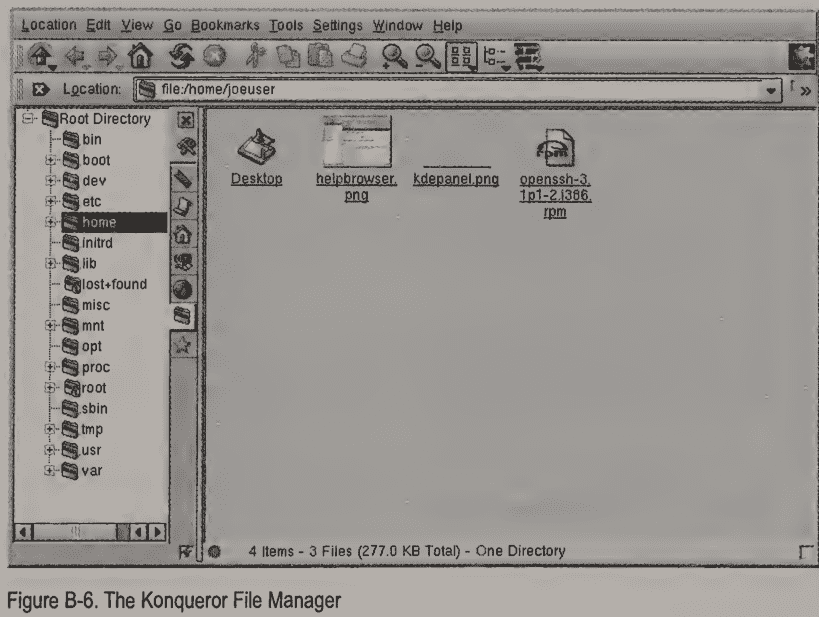 Location Edit View Go Bookmarks Tools Settings Window Help
Location: file:/home/joeuser
Root Directory
bin
boot
dev
etc
home
initrd
lib
lost+found
misc
mnt
opt
proc
root
sbin
tmp
usr
var
Desktop
helpbrowser.
png
kdepanel.png
openssh-3.
1p1-2.i386.
rpm
rpm
4 Items - 3 Files (277.0 KB Total) - One Directory
Figure B-6. The Konqueror File Manager